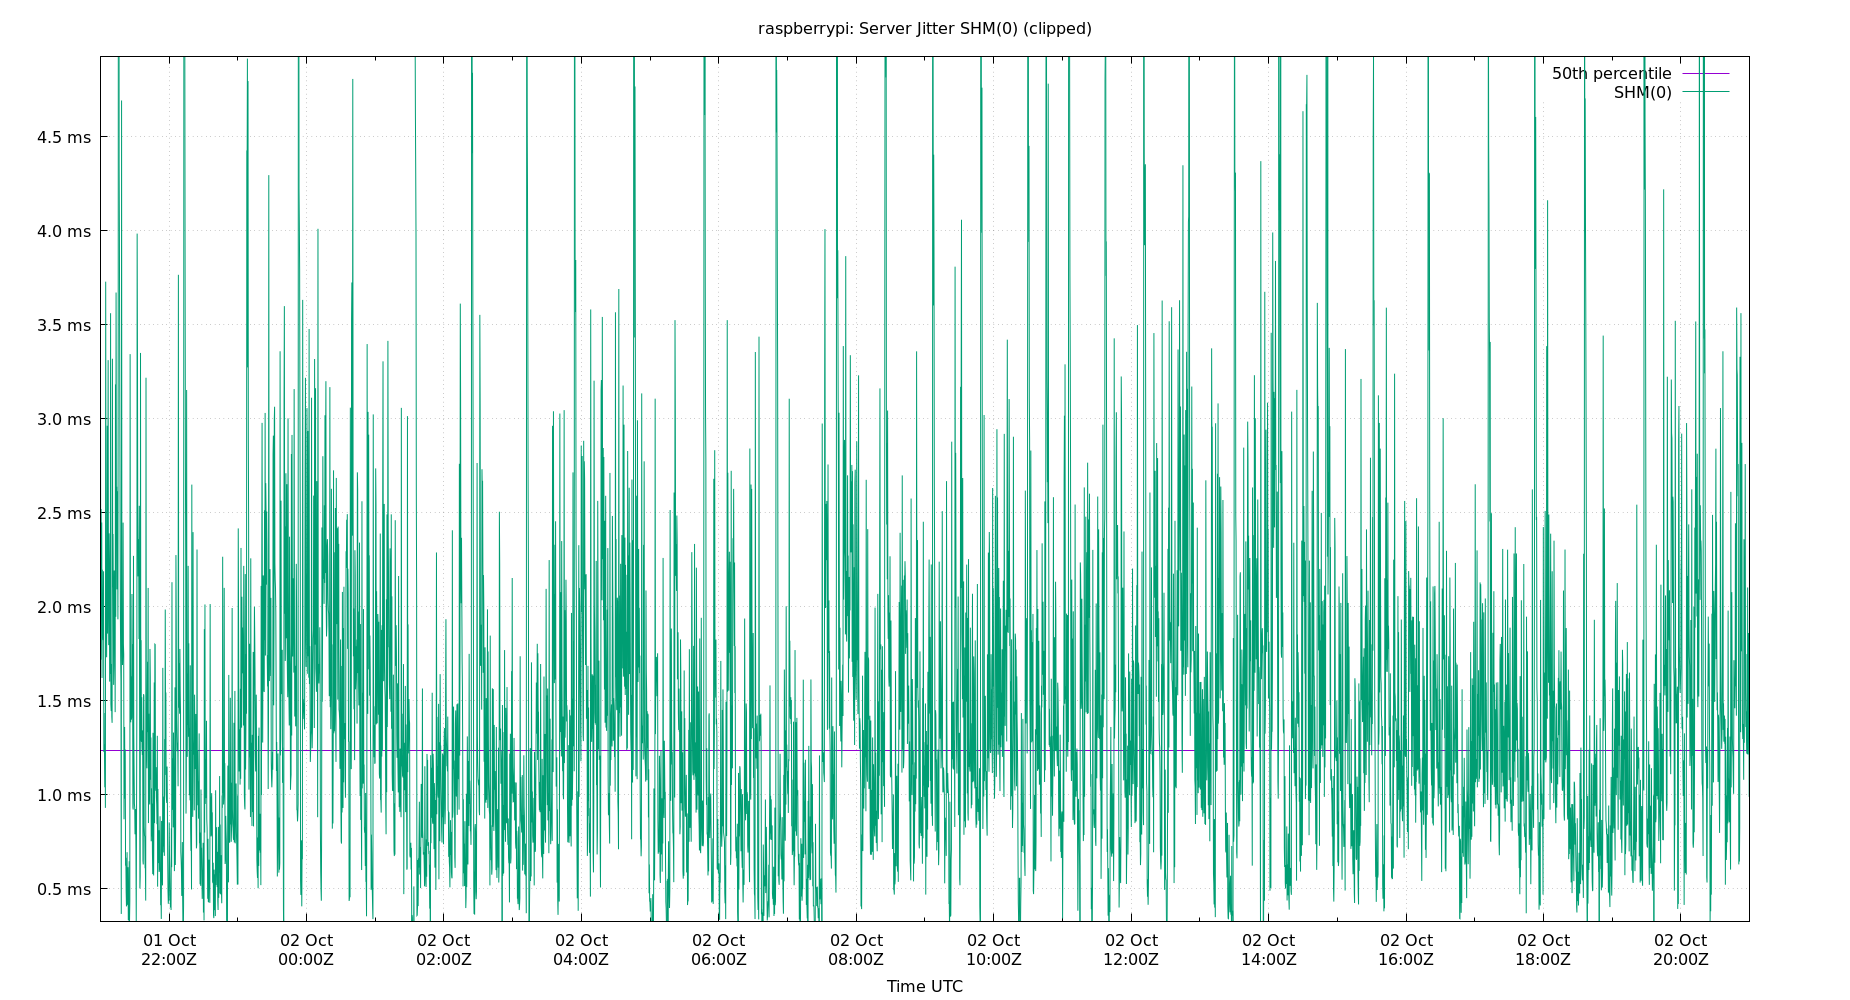 raspberrypi: Server Jitter SHM(0) (clipped)
50th percentile
SHM(0)
4.5 ms
4.0 ms
3.5 ms
3.0 ms
2.5 ms
2.0 ms
1.5 ms
1.0 ms
0.5 ms
01 Oct 02 Oct 02 Oct 02 Oct 02 Oct 02 Oct 02 Oct 02 Oct 02 Oct 02 Oct 02 Oct 02 Oct
22:00Z 00:00Z 02:00Z 04:00Z 06:00Z 08:00Z 10:00Z 12:00Z 14:00Z 16:00Z 18:00Z 20:00Z
Time UTC